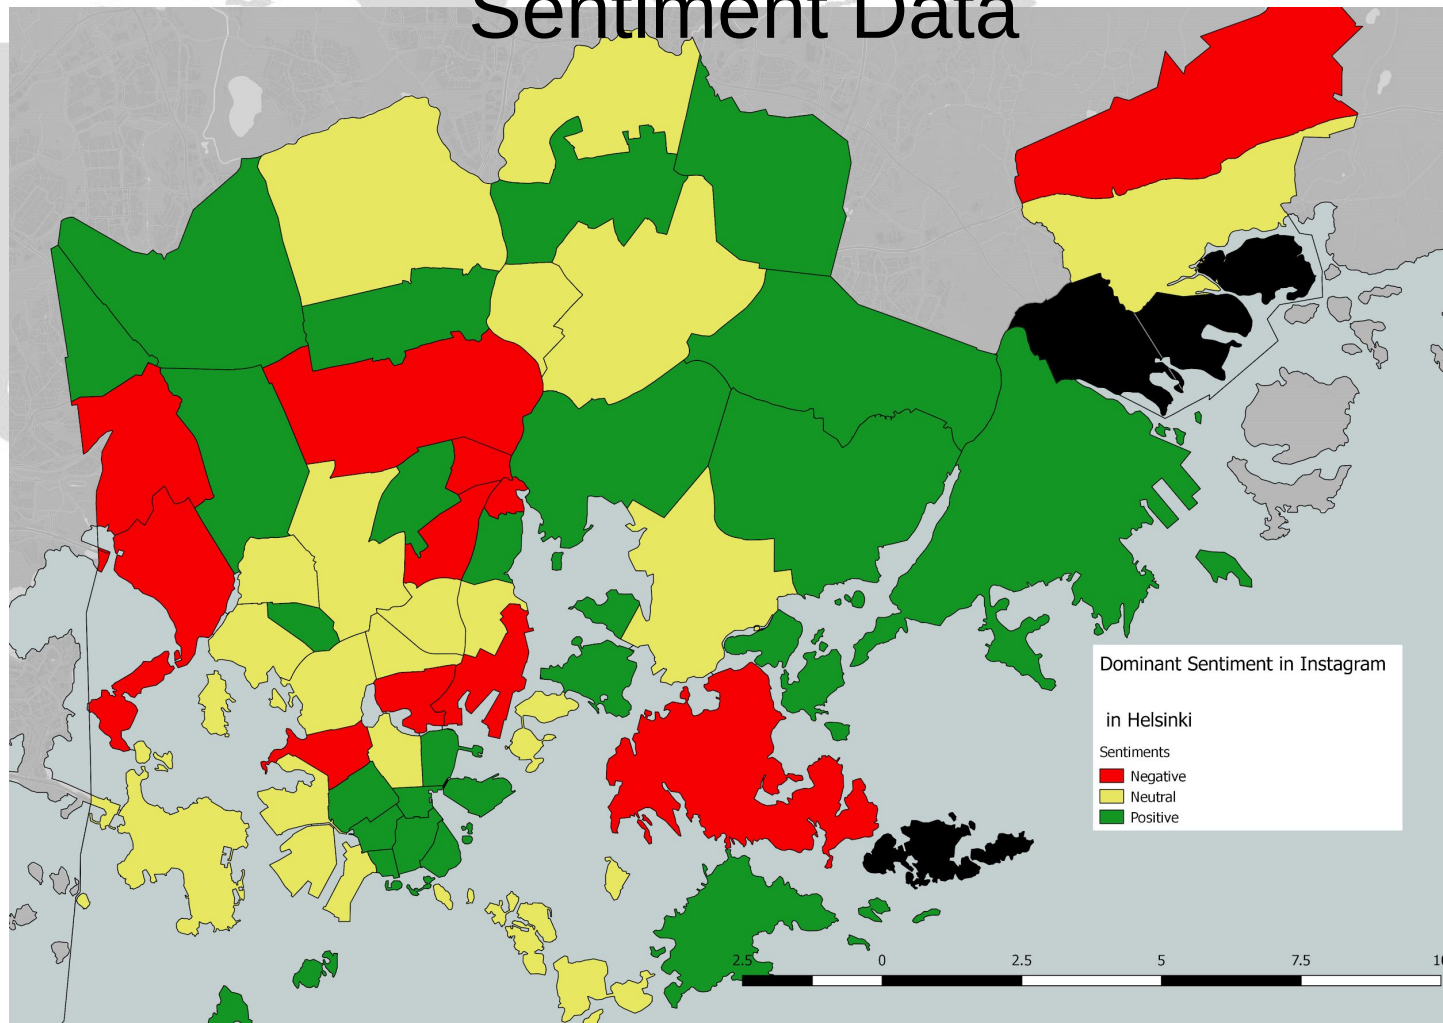 Sentiment Data
Dominant Sentiment in Instagram
in Helsinki
Sentiments
Negative
Neutral
Positive
2.5 0 2.5 5 7.5 10